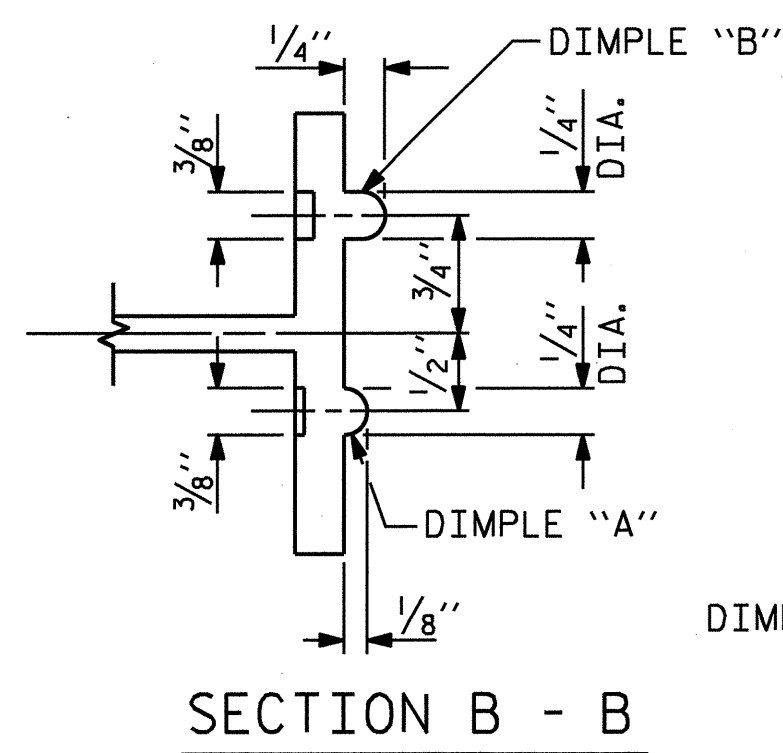 1/4"
DIMPLE "B"
3/8"
1/4"
DIA.
3/4"
1/2"
1/4"
DIA.
3/8"
DIMPLE "A"
1/8"
DIM
SECTION B - B